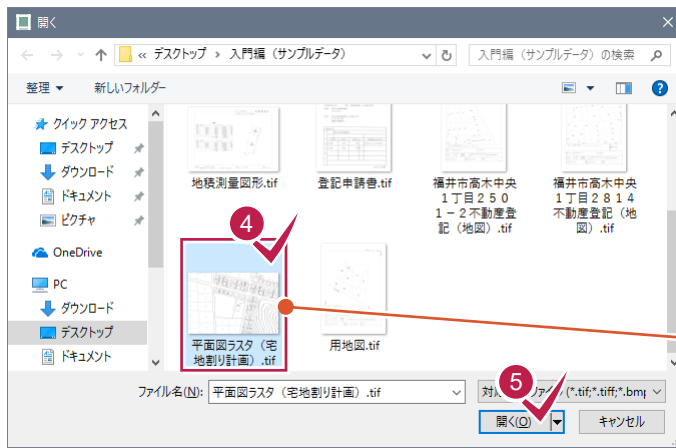 開く
« デスクトップ › 入門編（サンプルデータ）
入門編（サンプルデータ）の検索
整理
新しいフォルダー
クイック アクセス
デスクトップ
ダウンロード
ドキュメント
ピクチャ
OneDrive
PC
ダウンロード
デスクトップ
ドキュメント
地積測量図形.tif
登記申請書.tif
福井市高木中央
１丁目２５０
１－２不動産登
記（地図）.tif
福井市高木中央
１丁目２８１４
不動産登記（地
図）.tif
4
平面図ラスタ（宅
地割り計画）.tif
用地図.tif
ファイル名(N):
平面図ラスタ（宅地割り計画）.tif
5
(*.tif;*.tiff;*.bm
開く(O)
キャンセル